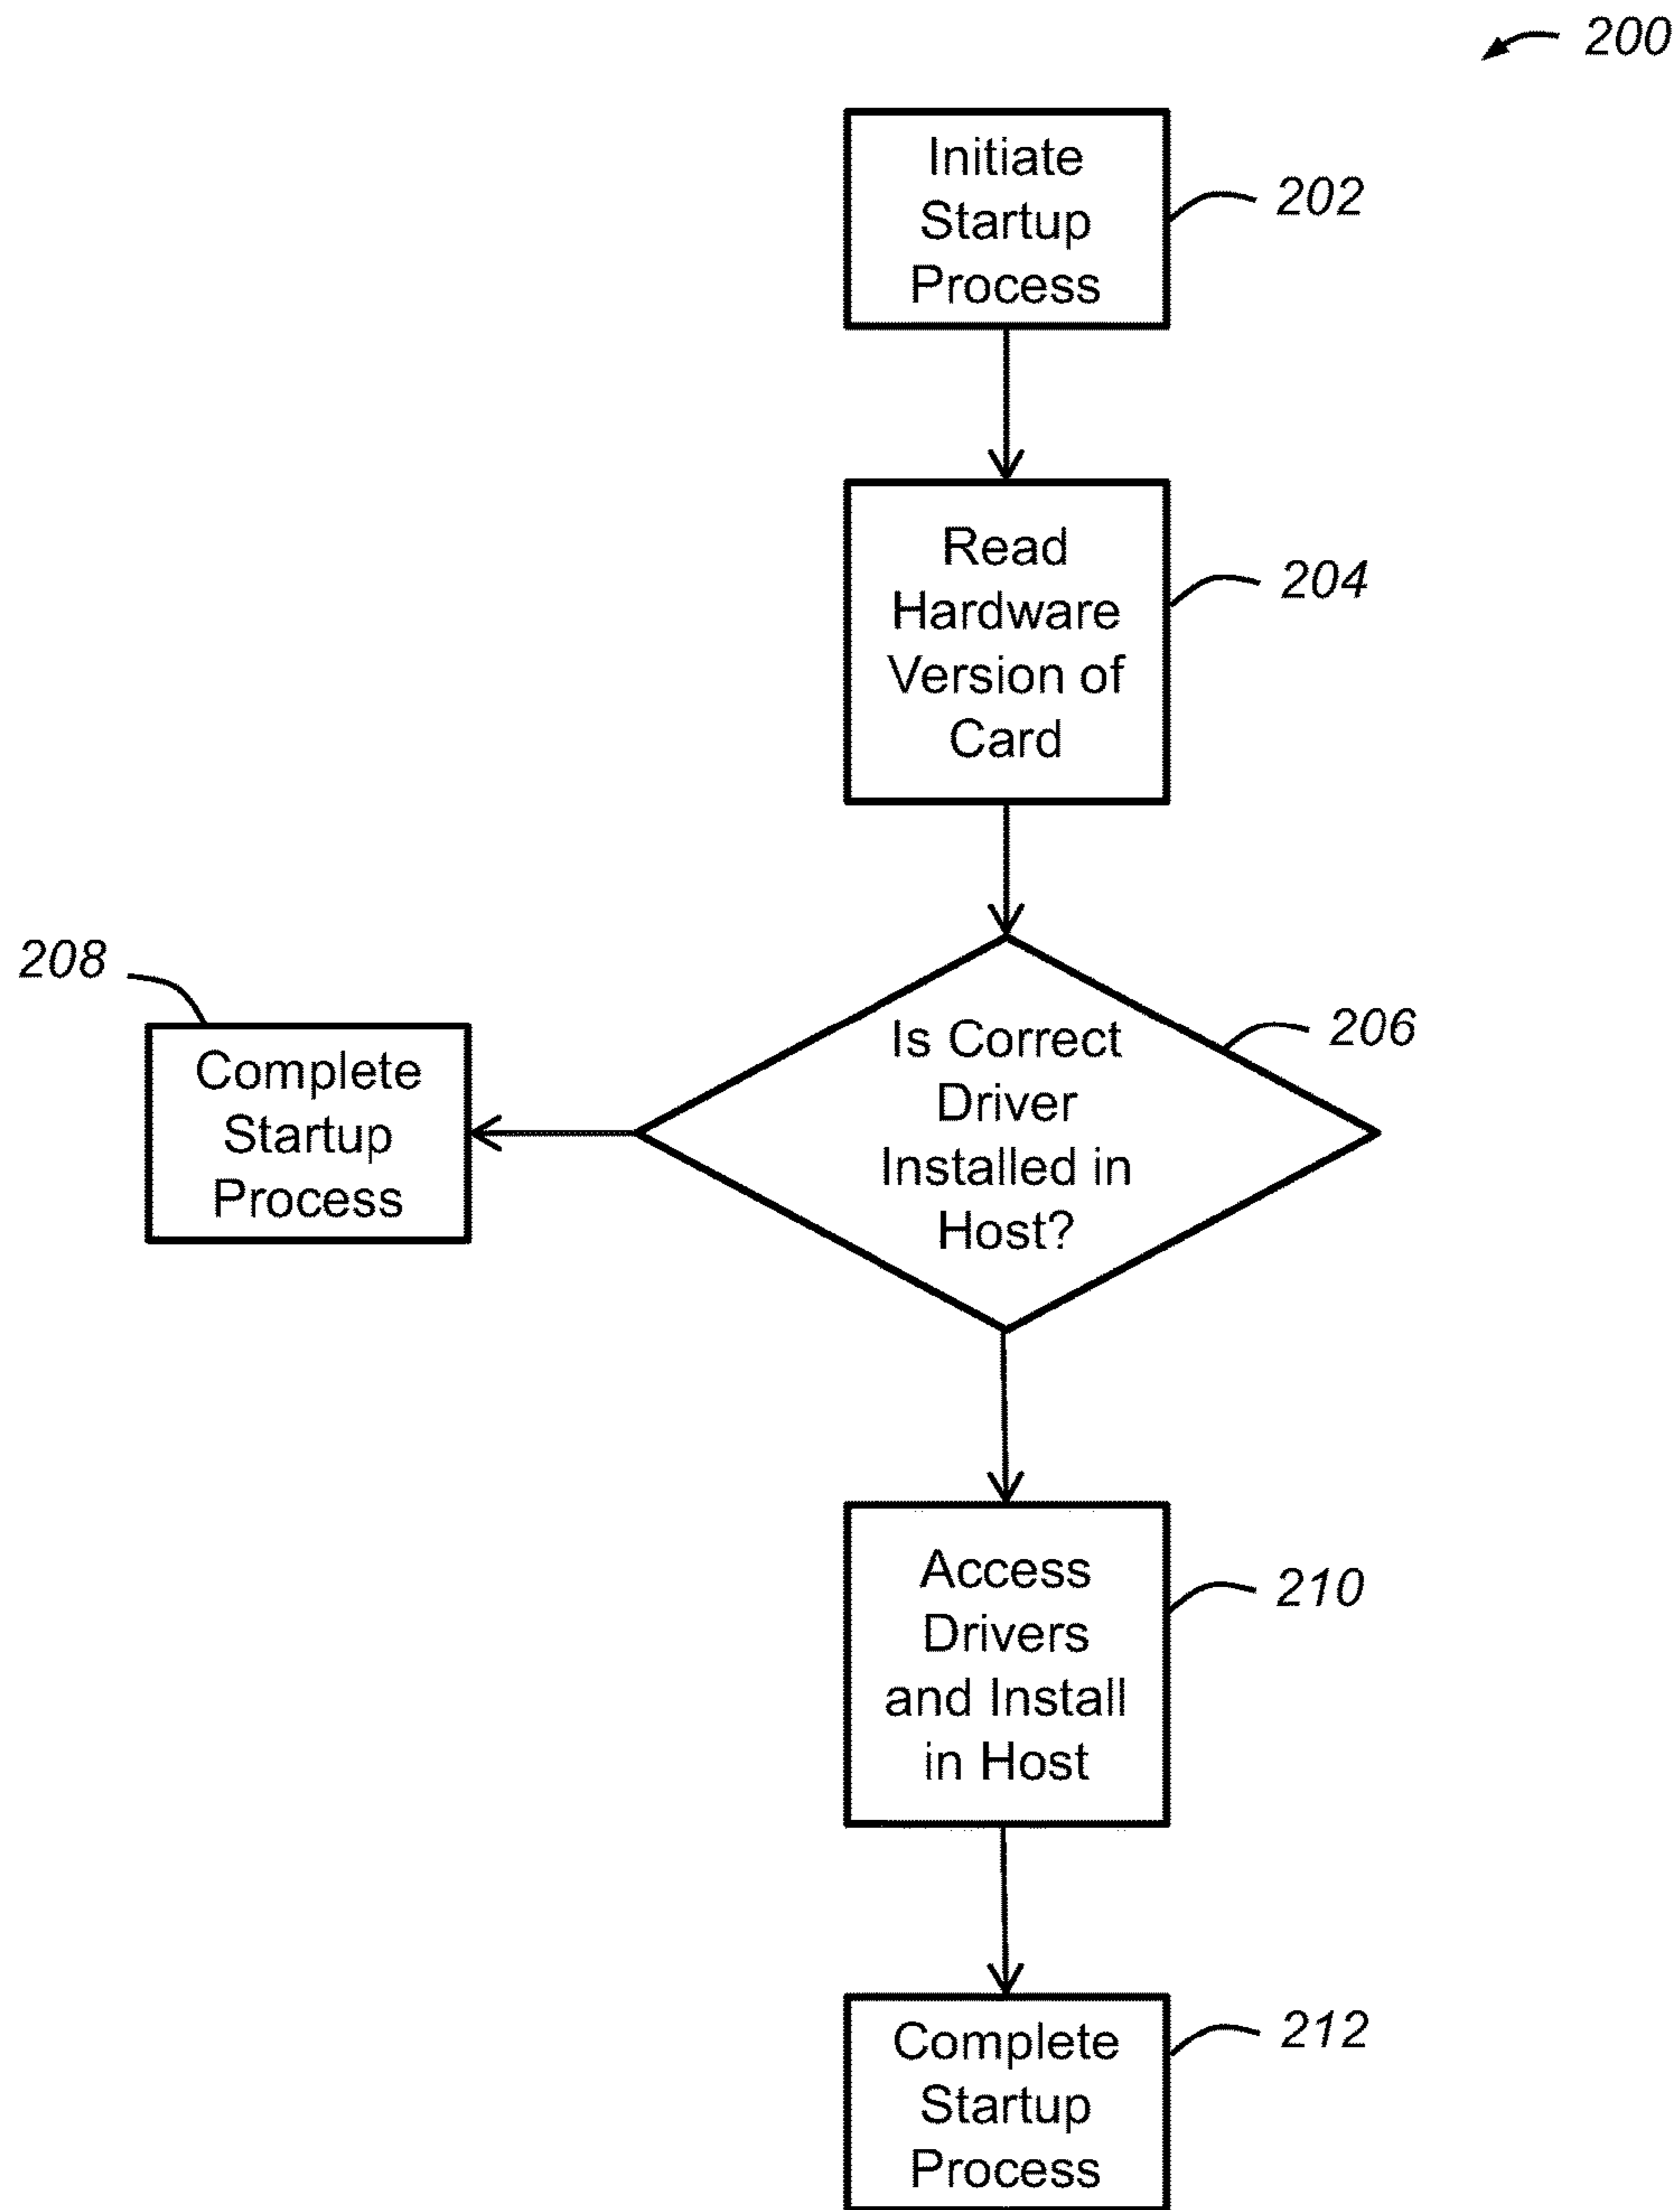 200
Initiate
Startup
Process
202
Read
Hardware
Version of
Card
204
208
Complete
Startup
Process
Is Correct
Driver
Installed in
Host?
206
Access
Drivers
and Install
in Host
210
Complete
Startup
Process
212